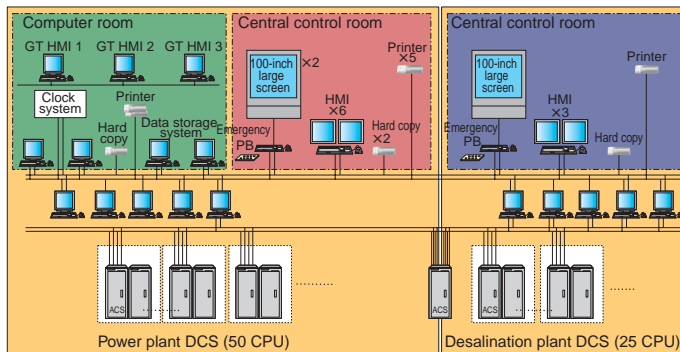 Computer room
GT HMI 1
GT HMI 2
GT HMI 3
Clock
system
Printer
Hard
copy
Data storage
system
Central control room
100-inch
large
screen
×2
Printer
×5
HMI
×6
Emergency
PB
Hard copy
×2
Central control room
100-inch
large
screen
Printer
HMI
×3
Emergency
PB
Hard copy
ACS
ACS
ACS
Power plant DCS (50 CPU)
Desalination plant DCS (25 CPU)